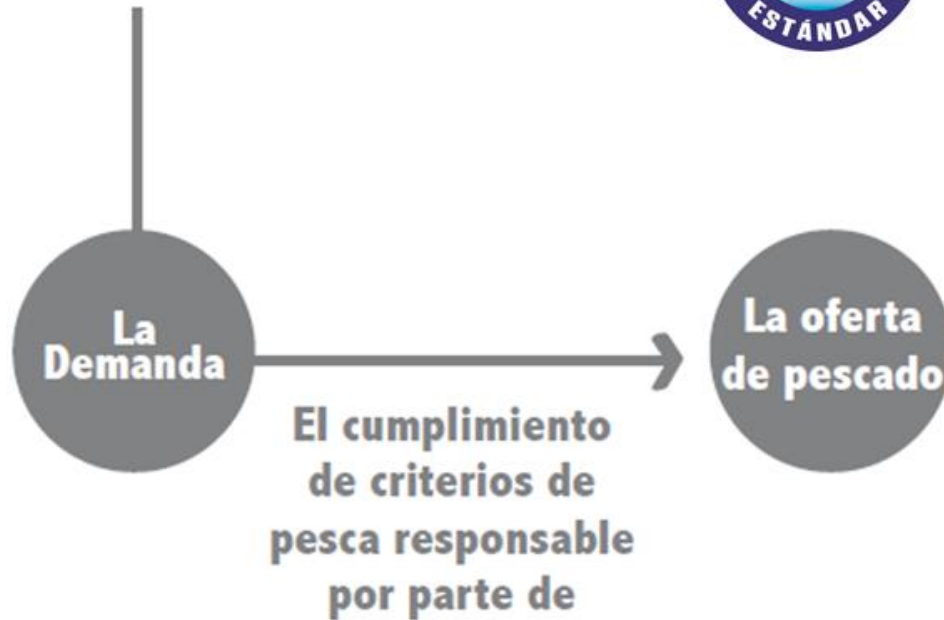 ESTÁNDAR
La
Demanda
La oferta
de pescado
El cumplimiento
de criterios de
pesca responsable
por parte de